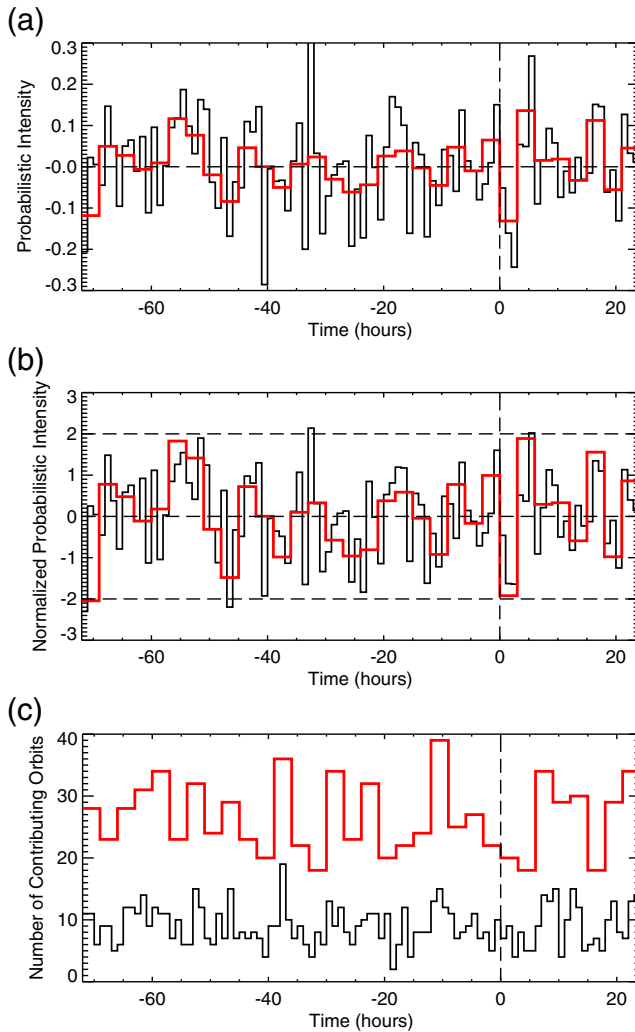 (a)
Probabilistic Intensity
0.3
0.2
0.1
-0.0
-0.1
-0.2
-0.3
-60 -40 -20 0 20
Time (hours)
(b)
Normalized Probabilistic Intensity
3
2
1
0
-1
-2
-3
-60 -40 -20 0 20
Time (hours)
(c)
Number of Contributing Orbits
40
30
20
10
0
-60 -40 -20 0 20
Time (hours)